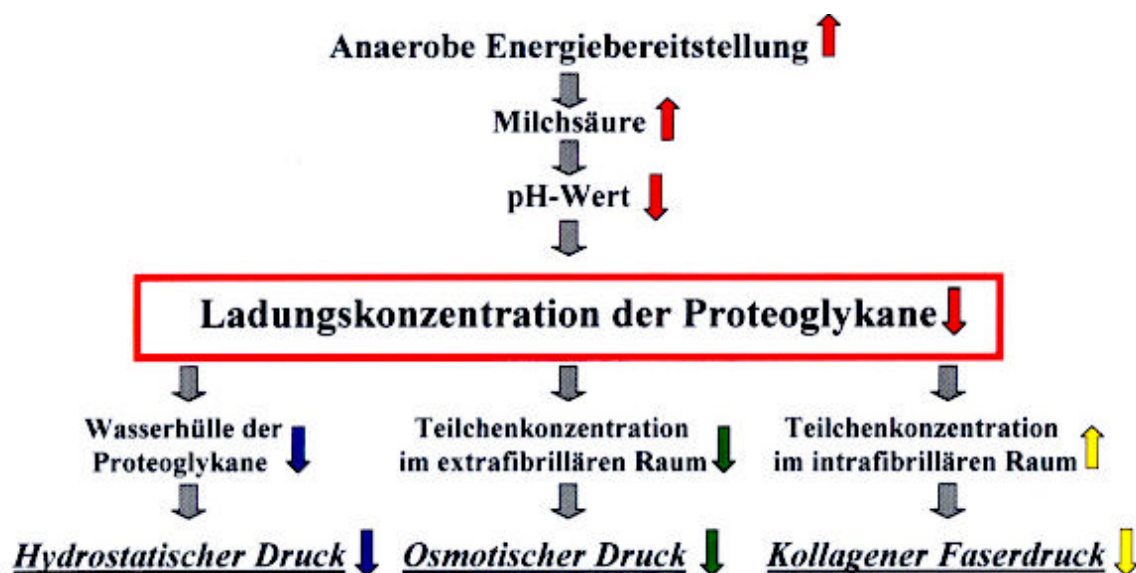 Anaerobe Energiebereitstellung
Milchsäure
pH-Wert
Ladungskonzentration der Proteoglykane
Wasserhülle der
Proteoglykane
Teilchenkonzentration
im extrafibrillären Raum
Teilchenkonzentration
im intrafibrillären Raum
Hydrostatischer Druck
Osmotischer Druck
Kollagener Faserdruck